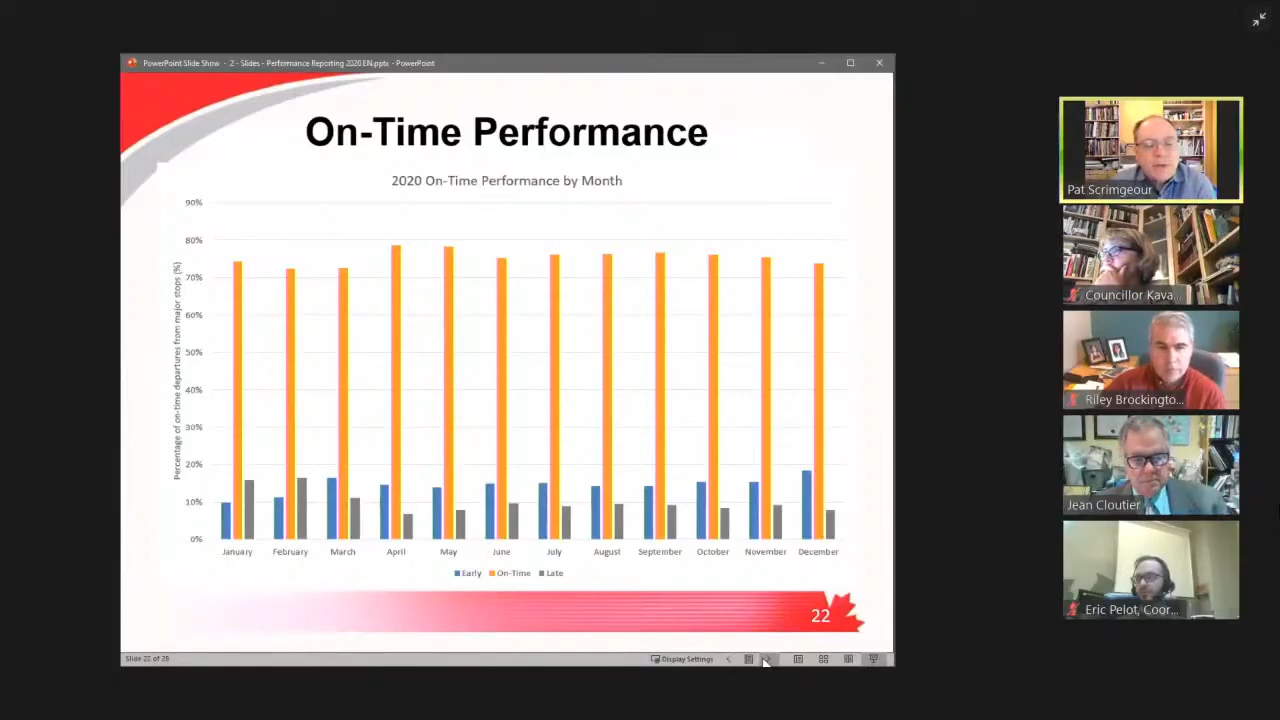 PowerPoint Slide Show - 2 - Slides - Performance Reporting 2020 EN.pptx - PowerPoint
On-Time Performance
2020 On-Time Performance by Month
Percentage of on-time departures from major stops (%)
90%
80%
70%
60%
50%
40%
30%
20%
10%
0%
January February March April May June July August September October November December
Early On-Time Late
22
Slide 22 of 28
Display Settings
Pat Scrimgeour
Councillor Kava...
Riley Brockingto...
Jean Cloutier
Eric Pelot, Coor...